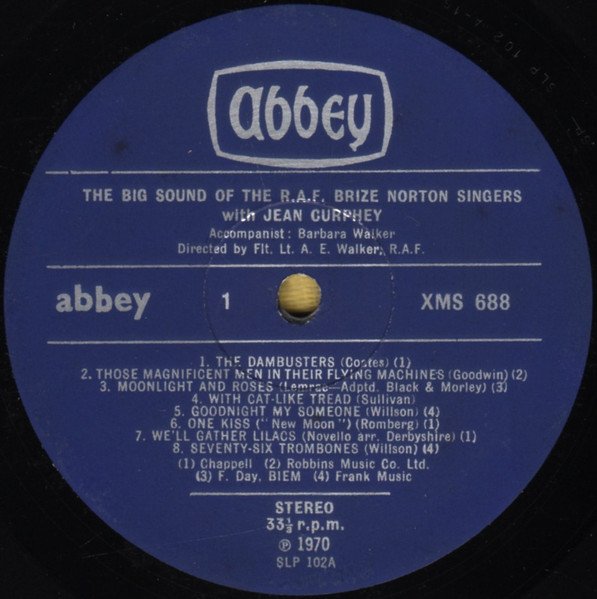 abbey
THE BIG SOUND OF THE R.A.F. BRIZE NORTON SINGERS
with JEAN CURPHEY
Accompanist: Barbara Walker
Directed by Flt. Lt. A. E. Walker, R.A.F.
abbey 1 XMS 688
1. THE DAMBUSTERS (Coates) (1)
2. THOSE MAGNIFICENT MEN IN THEIR FLYING MACHINES (Goodwin) (2)
3. MOONLIGHT AND ROSES (Lemrae—Adptd. Black & Morley) (3)
4. WITH CAT-LIKE TREAD (Sullivan)
5. GOODNIGHT MY SOMEONE (Willson) (4)
6. ONE KISS ("New Moon") (Romberg) (1)
7. WE'LL GATHER LILACS (Novello arr. Derbyshire) (1)
8. SEVENTY-SIX TROMBONES (Willson) (4)
(1) Chappell (2) Robbins Music Co. Ltd.
(3) F. Day, BIEM (4) Frank Music
STEREO
33⅓ r.p.m.
℗ 1970
SLP 102A
SLP 102 A-1